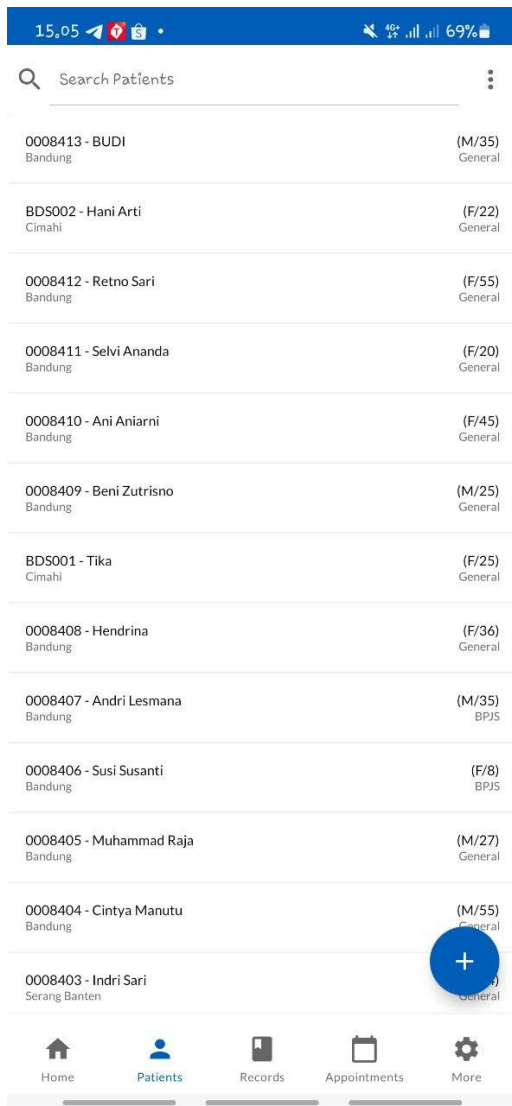 15.05 4G+ 69%
Search Patients
0008413 - BUDI (M/35)
Bandung General
BDS002 - Hani Arti (F/22)
Cimahi General
0008412 - Retno Sari (F/55)
Bandung General
0008411 - Selvi Ananda (F/20)
Bandung General
0008410 - Ani Aniarni (F/45)
Bandung General
0008409 - Beni Zutrisno (M/25)
Bandung General
BDS001 - Tika (F/25)
Cimahi General
0008408 - Hendrina (F/36)
Bandung General
0008407 - Andri Lesmana (M/35)
Bandung BPJS
0008406 - Susi Susanti (F/8)
Bandung BPJS
0008405 - Muhammad Raja (M/27)
Bandung General
0008404 - Cintya Manutu (M/55)
Bandung General
0008403 - Indri Sari
Serang Banten General
Home Patients Records Appointments More